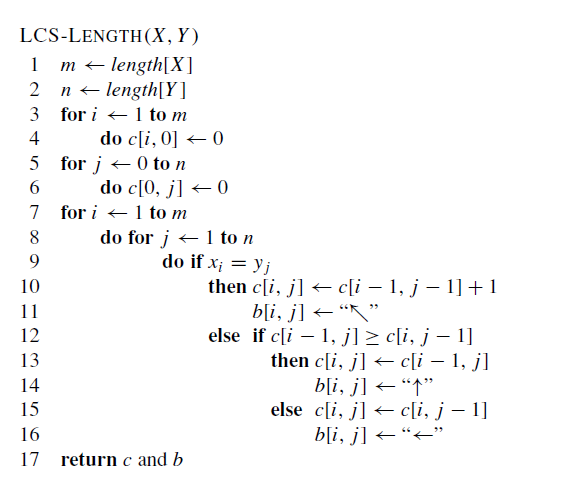 LCS-LENGTH(X, Y)
1 m ← length[X]
2 n ← length[Y]
3 for i ← 1 to m
4 do c[i, 0] ← 0
5 for j ← 0 to n
6 do c[0, j] ← 0
7 for i ← 1 to m
8 do for j ← 1 to n
9 do if xᵢ = yⱼ
10 then c[i, j] ← c[i − 1, j − 1] + 1
11 b[i, j] ← “↖”
12 else if c[i − 1, j] ≥ c[i, j − 1]
13 then c[i, j] ← c[i − 1, j]
14 b[i, j] ← “↑”
15 else c[i, j] ← c[i, j − 1]
16 b[i, j] ← “←”
17 return c and b